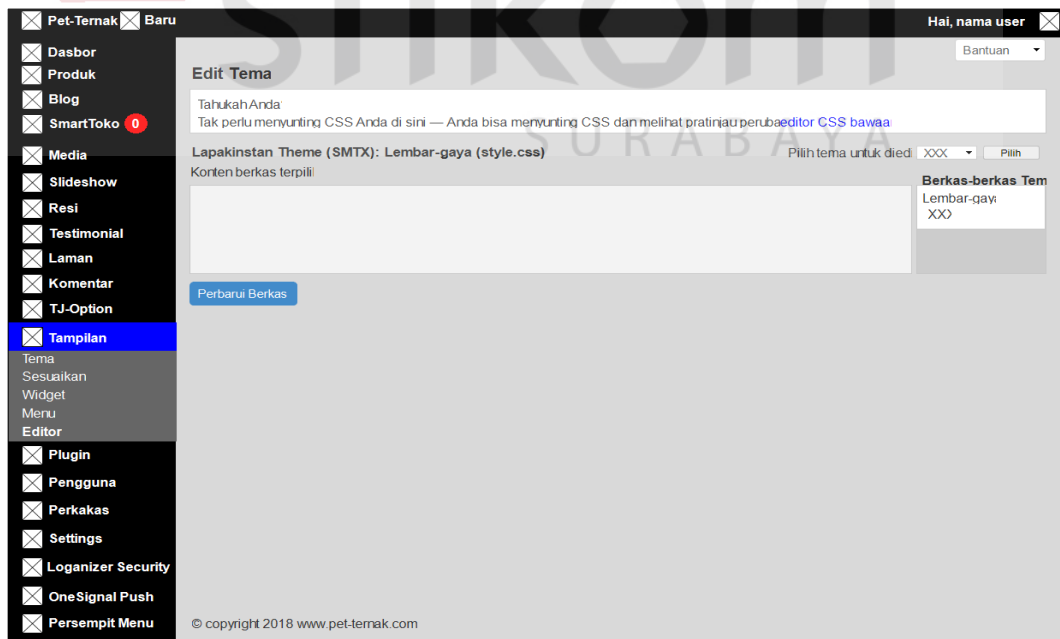 Pet-Ternak Baru
Hai, nama user
Bantuan
Dasbor
Produk
Blog
SmartToko 0
Media
Slideshow
Resi
Testimonial
Laman
Komentar
TJ-Option
Tampilan
Tema
Sesuaikan
Widget
Menu
Editor
Plugin
Pengguna
Perkakas
Settings
Loganizer Security
OneSignal Push
Persempit Menu
Edit Tema
Tahukah Anda
Tak perlu menyunting CSS Anda di sini — Anda bisa menyunting CSS dan melihat pratinjau peruba editor CSS bawaa
stikom
SURABAYA
Lapakinstan Theme (SMTX): Lembar-gaya (style.css)
Pilih tema untuk died XXX Pilih
Konten berkas terpili
Berkas-berkas Tem
Lembar-gaya
XXX
Perbarui Berkas
© copyright 2018 www.pet-ternak.com